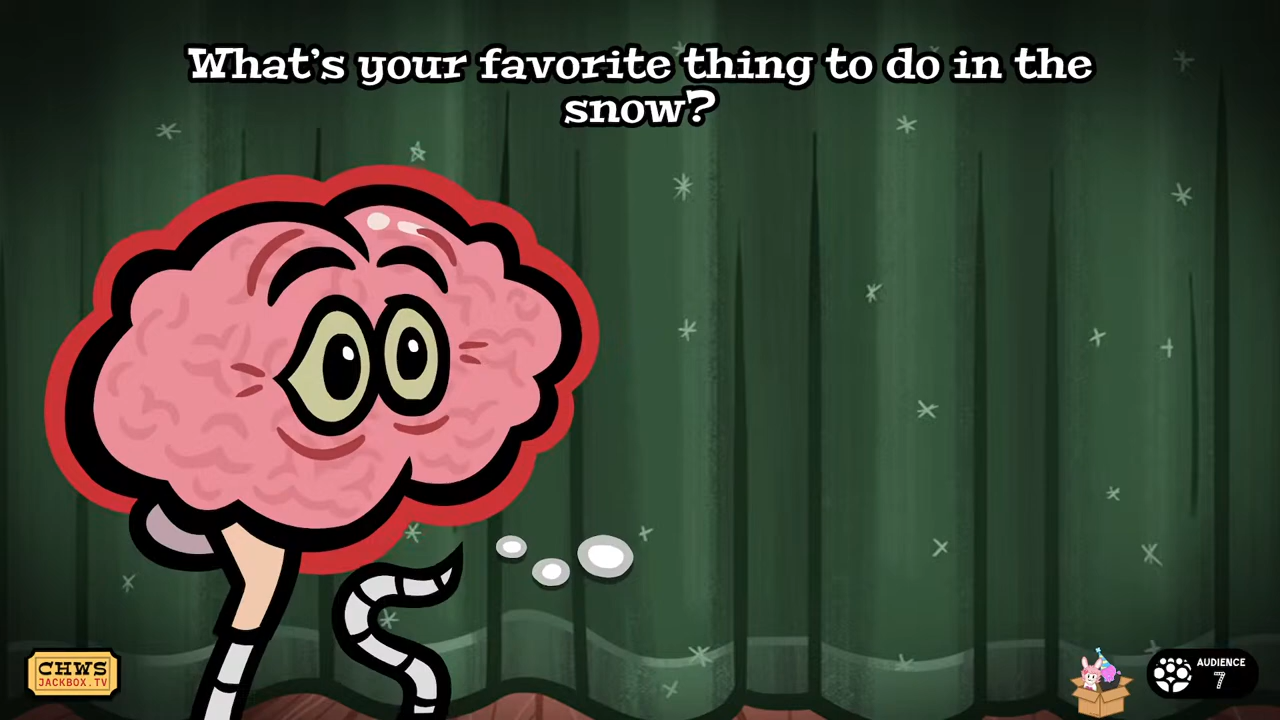 What's your favorite thing to do in the
snow?
CHWS
JACKBOX.TV
AUDIENCE
7